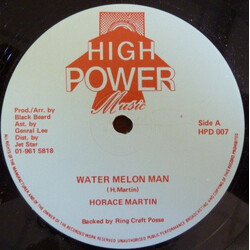 HIGH
POWER
Music
Prod./Arr. by
Black Beard
Ast. by
Genral Lee
Dist. by
Jet Star
01-961 5818
Side A
HPD 007
WATER MELON MAN
(H.Martin)
HORACE MARTIN
Backed by Ring Craft Posse